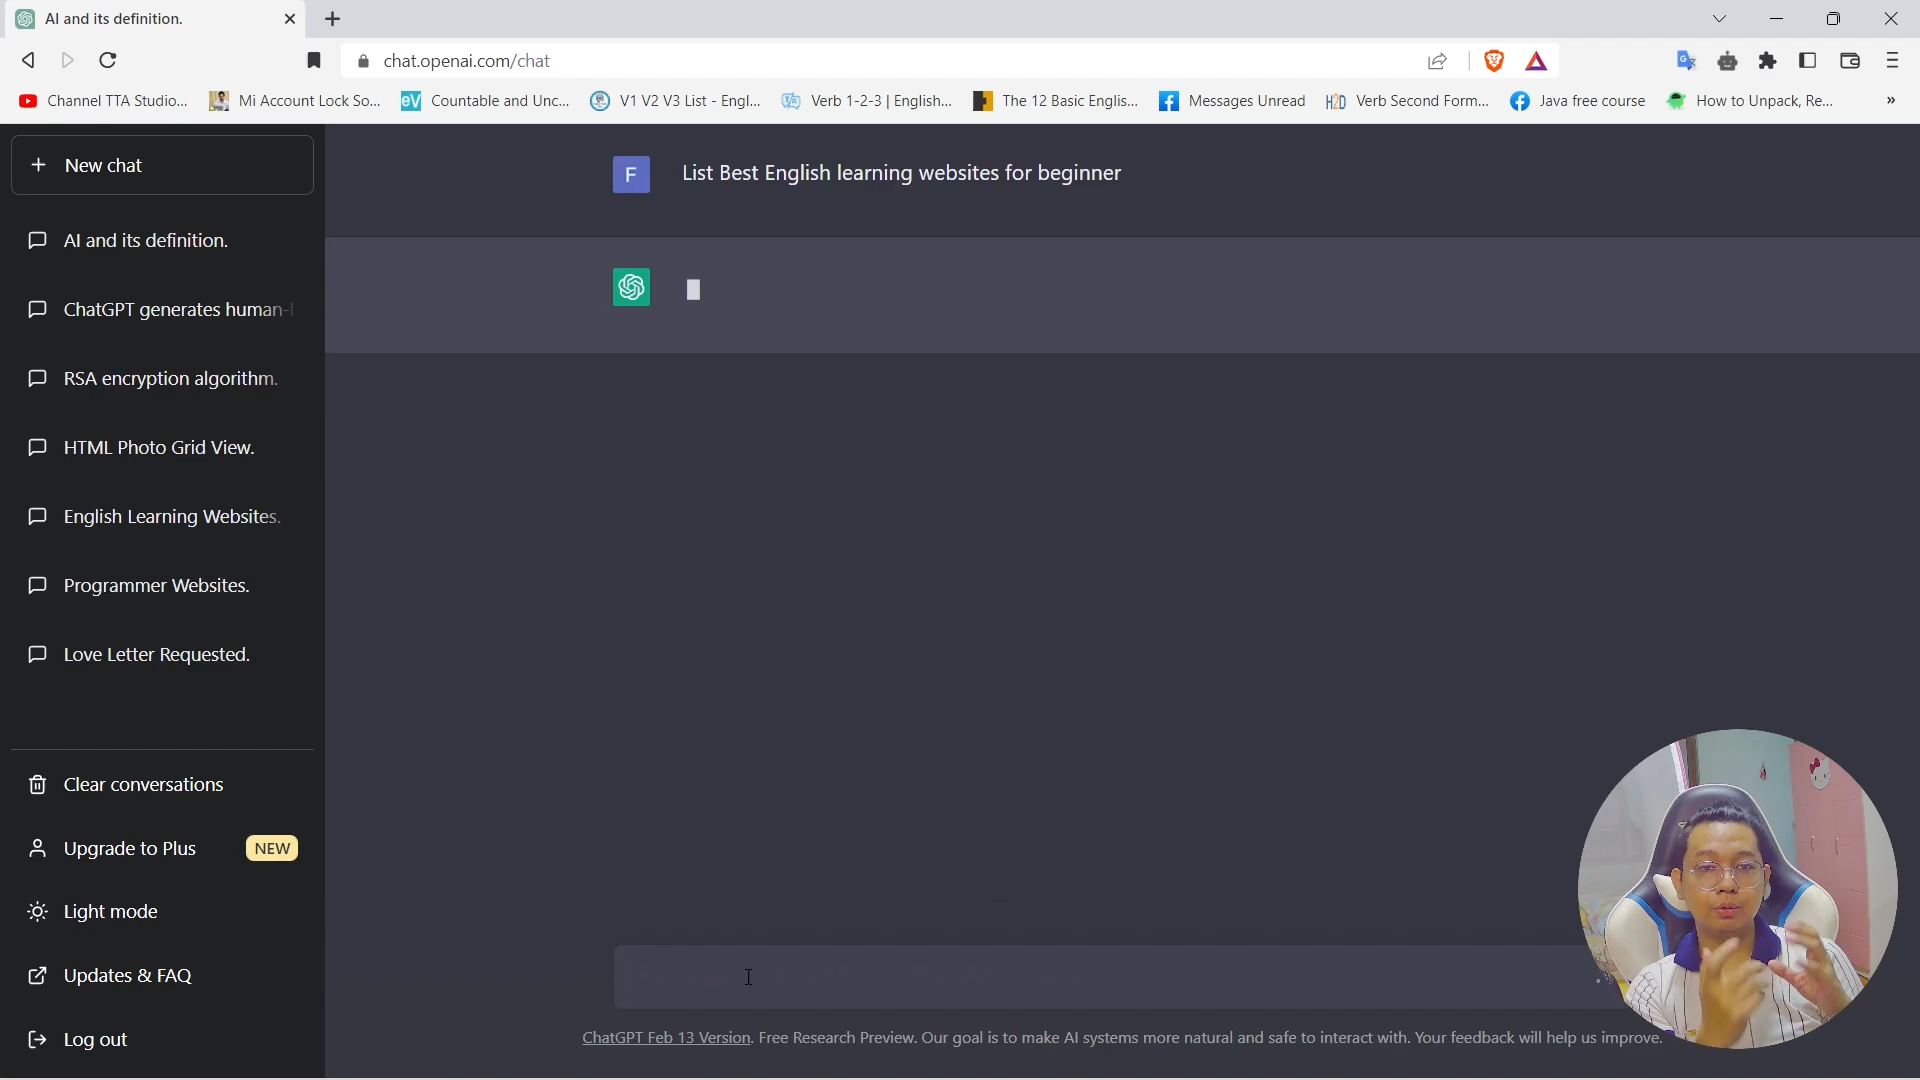 AI and its definition.
chat.openai.com/chat
Channel TTA Studio...
Mi Account Lock So...
eV
Countable and Unc...
V1 V2 V3 List - Engl...
Verb 1-2-3 | English...
The 12 Basic Englis...
Messages Unread
H2D
Verb Second Form...
Java free course
How to Unpack, Re...
»
+ New chat
AI and its definition.
ChatGPT generates human-
RSA encryption algorithm.
HTML Photo Grid View.
English Learning Websites.
Programmer Websites.
Love Letter Requested.
Clear conversations
Upgrade to Plus
NEW
Light mode
Updates & FAQ
Log out
F
List Best English learning websites for beginner
ChatGPT Feb 13 Version. Free Research Preview. Our goal is to make AI systems more natural and safe to interact with. Your feedback will help us improve.